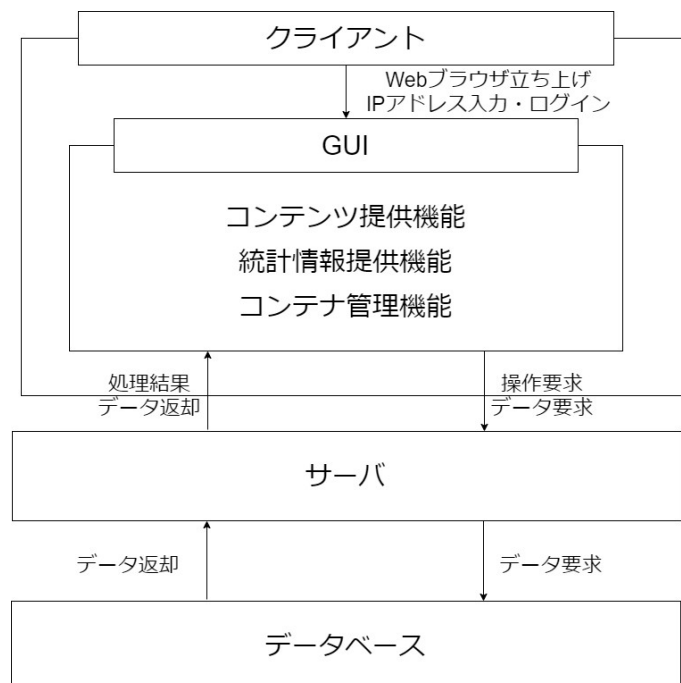 クライアント
Webブラウザ立ち上げ
IPアドレス入力・ログイン
GUI
コンテンツ提供機能
統計情報提供機能
コンテナ管理機能
処理結果
データ返却
操作要求
データ要求
サーバ
データ返却
データ要求
データベース